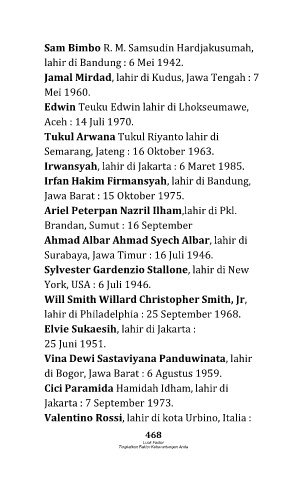 Sam Bimbo R. M. Samsudin Hardjakusumah,
lahir di Bandung : 6 Mei 1942.
Jamal Mirdad, lahir di Kudus, Jawa Tengah : 7
Mei 1960.
Edwin Teuku Edwin lahir di Lhokseumawe,
Aceh : 14 Juli 1970.
Tukul Arwana Tukul Riyanto lahir di
Semarang, Jateng : 16 Oktober 1963.
Irwansyah, lahir di Jakarta : 6 Maret 1985.
Irfan Hakim Firmansyah, lahir di Bandung,
Jawa Barat : 15 Oktober 1975.
Ariel Peterpan Nazril Ilham,lahir di Pkl.
Brandan, Sumut : 16 September
Ahmad Albar Ahmad Syech Albar, lahir di
Surabaya, Jawa Timur : 16 Juli 1946.
Sylvester Gardenzio Stallone, lahir di New
York, USA : 6 Juli 1946.
Will Smith Willard Christopher Smith, Jr,
lahir di Philadelphia : 25 September 1968.
Elvie Sukaesih, lahir di Jakarta :
25 Juni 1951.
Vina Dewi Sastaviyana Panduwinata, lahir
di Bogor, Jawa Barat : 6 Agustus 1959.
Cici Paramida Hamidah Idham, lahir di
Jakarta : 7 September 1973.
Valentino Rossi, lahir di kota Urbino, Italia :
468
Luck Factor
Tingkatkan Faktor Keberuntungan Anda